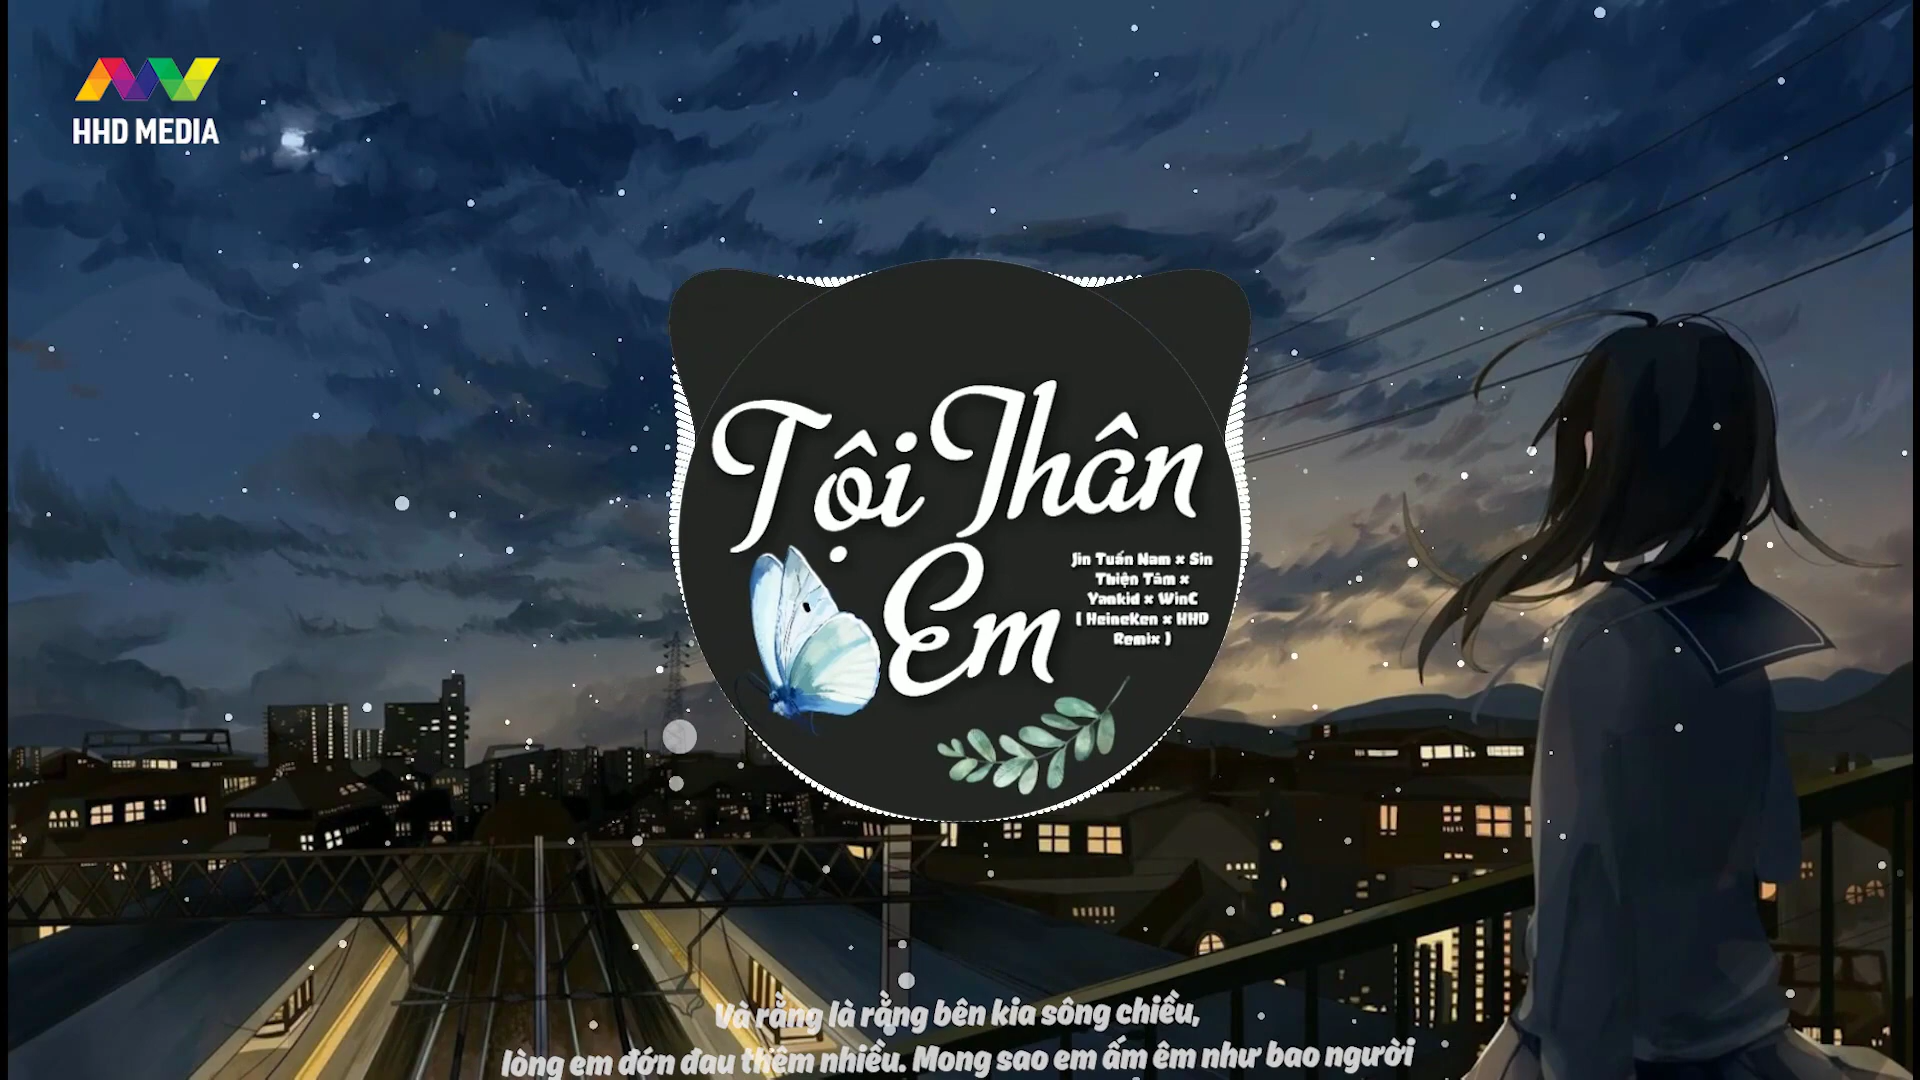 HHD MEDIA
Tội Thân
Em
Jin Tuấn Nam × Sin
Thiện Tâm ×
Yankid × WinC
[ HeineKen × HHD
Remix ]
Và rằng là rằng bên kia sông chiều,
lòng em đớn đau thêm nhiều. Mong sao em ấm êm như bao người